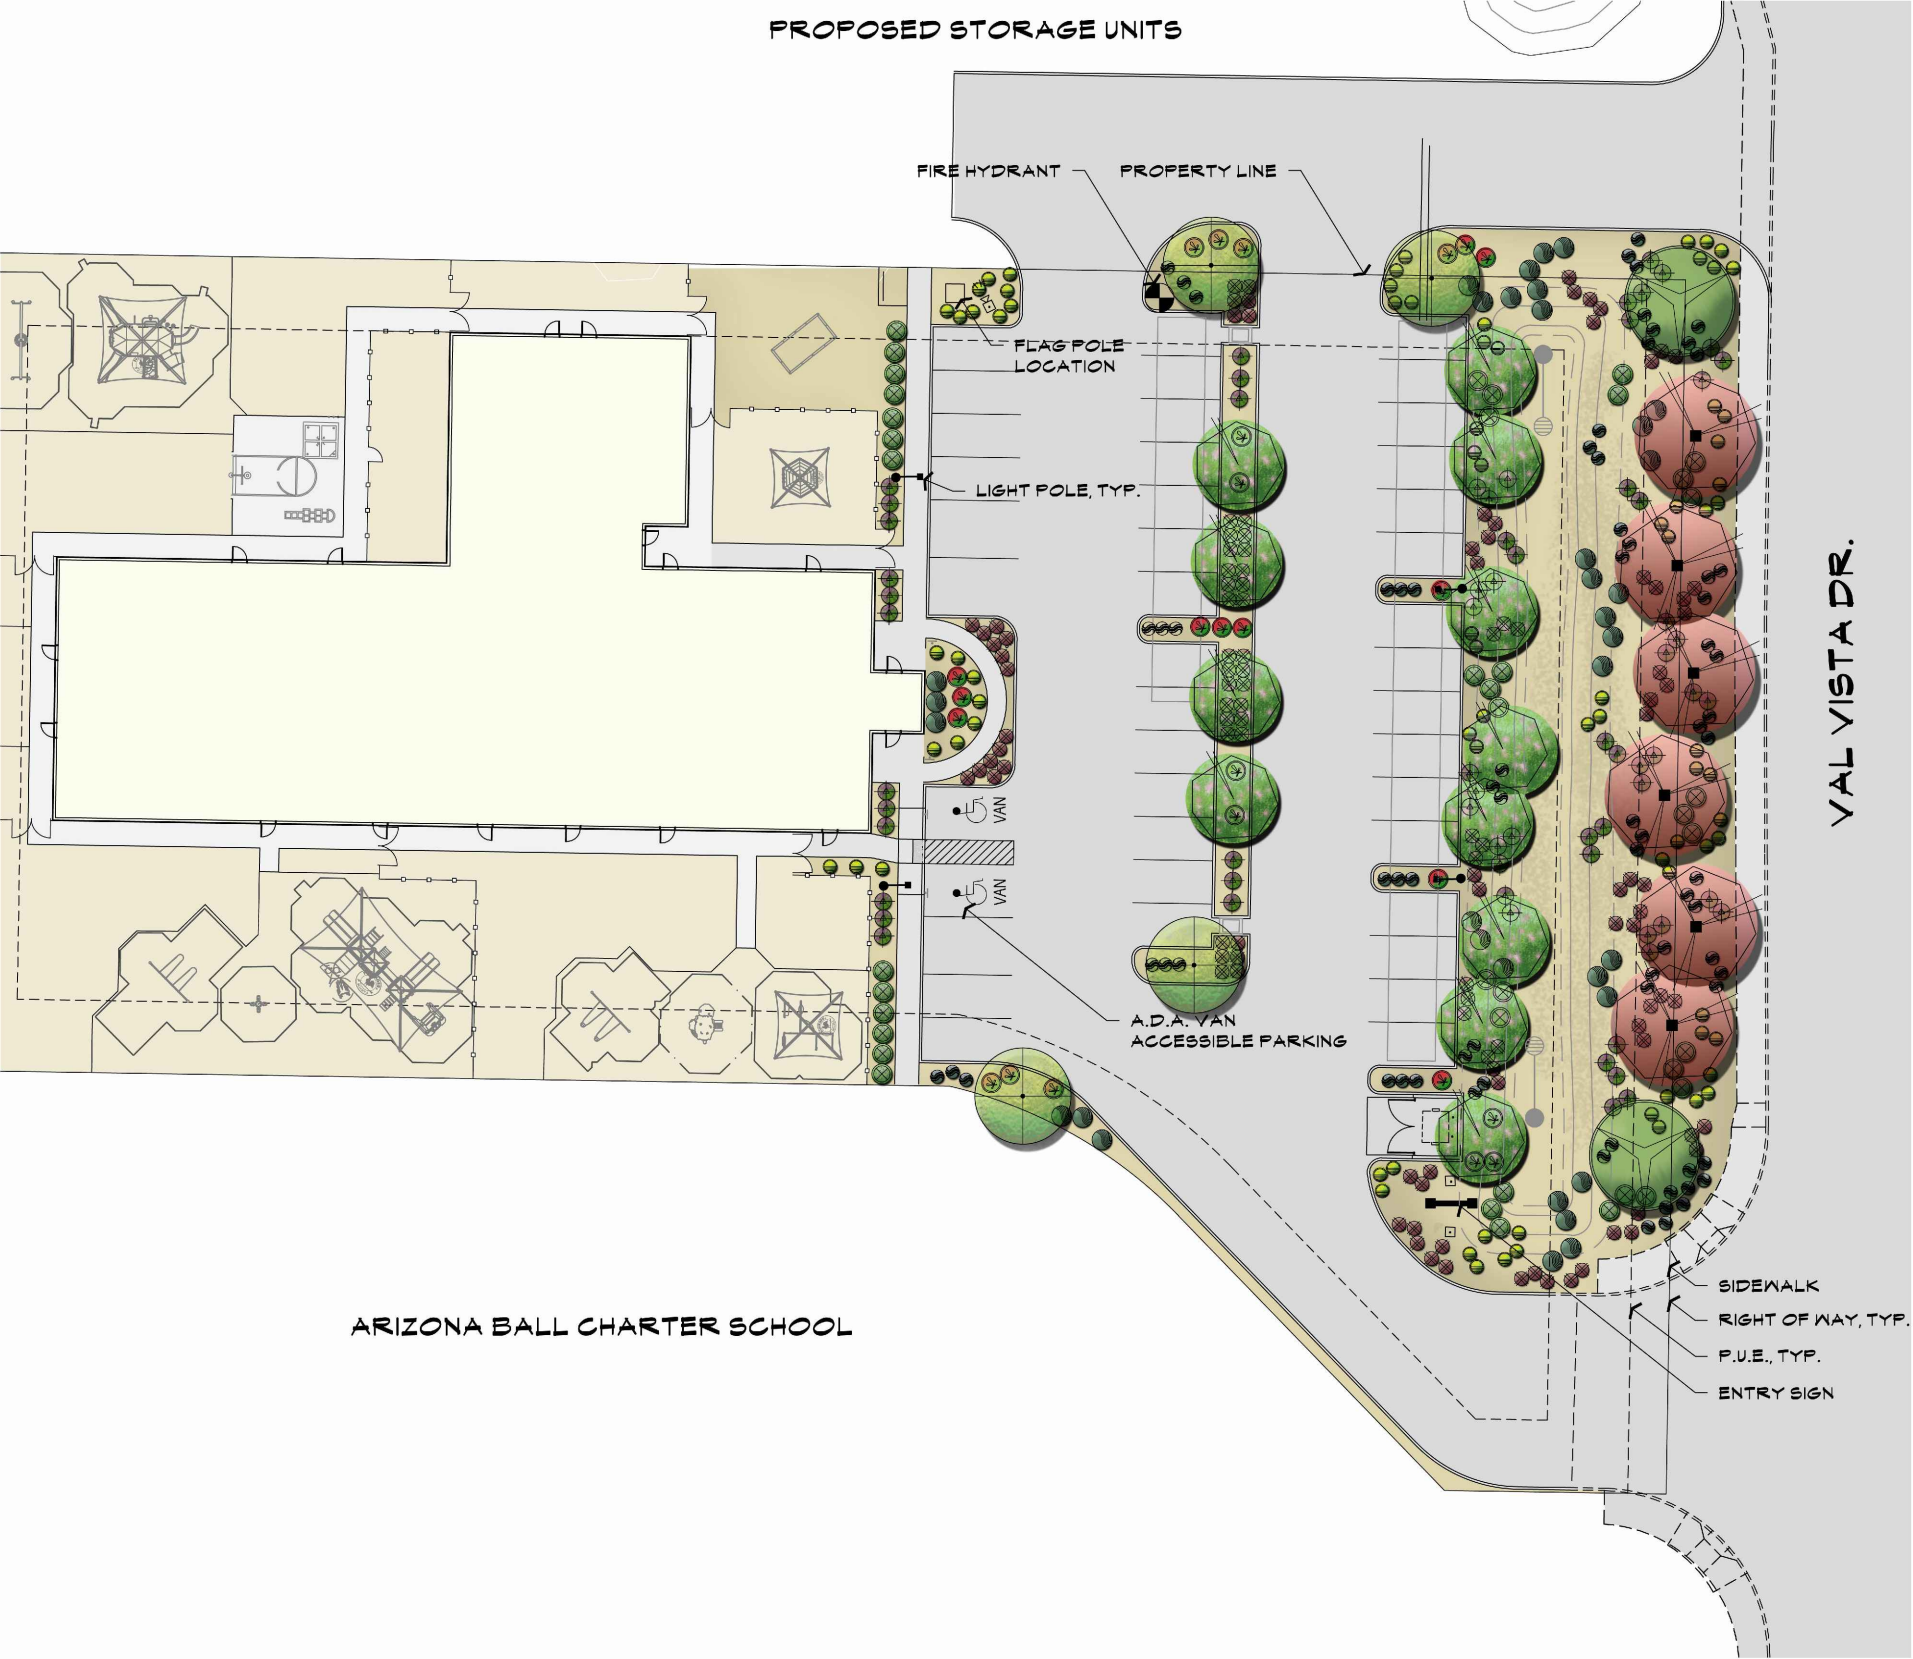 PROPOSED STORAGE UNITS
FIRE HYDRANT
PROPERTY LINE
FLAG POLE
LOCATION
LIGHT POLE, TYP.
VAL VISTA DR.
VAN
VAN
A.D.A. VAN
ACCESSIBLE PARKING
SIDEWALK
RIGHT OF WAY, TYP.
P.U.E., TYP.
ENTRY SIGN
ARIZONA BALL CHARTER SCHOOL